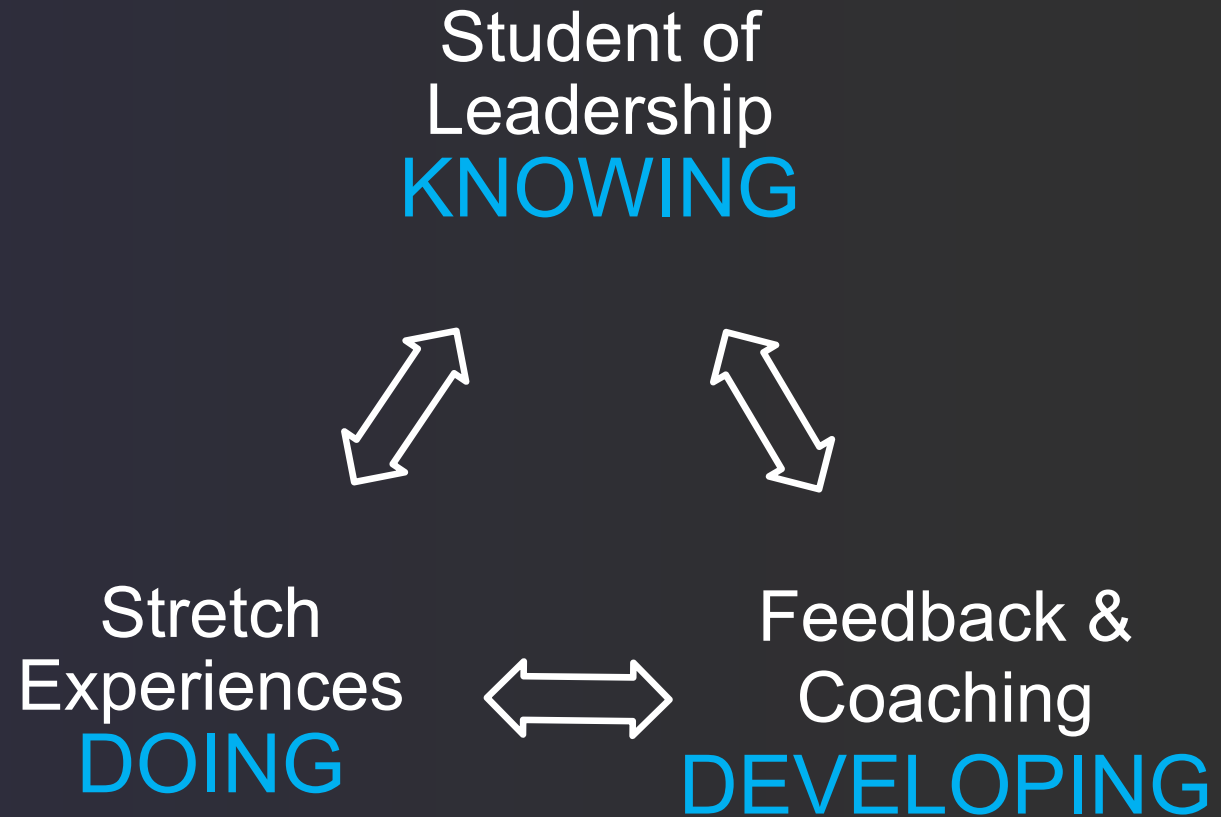 Student of
Leadership
KNOWING
Stretch
Experiences
DOING
Feedback &
Coaching
DEVELOPING